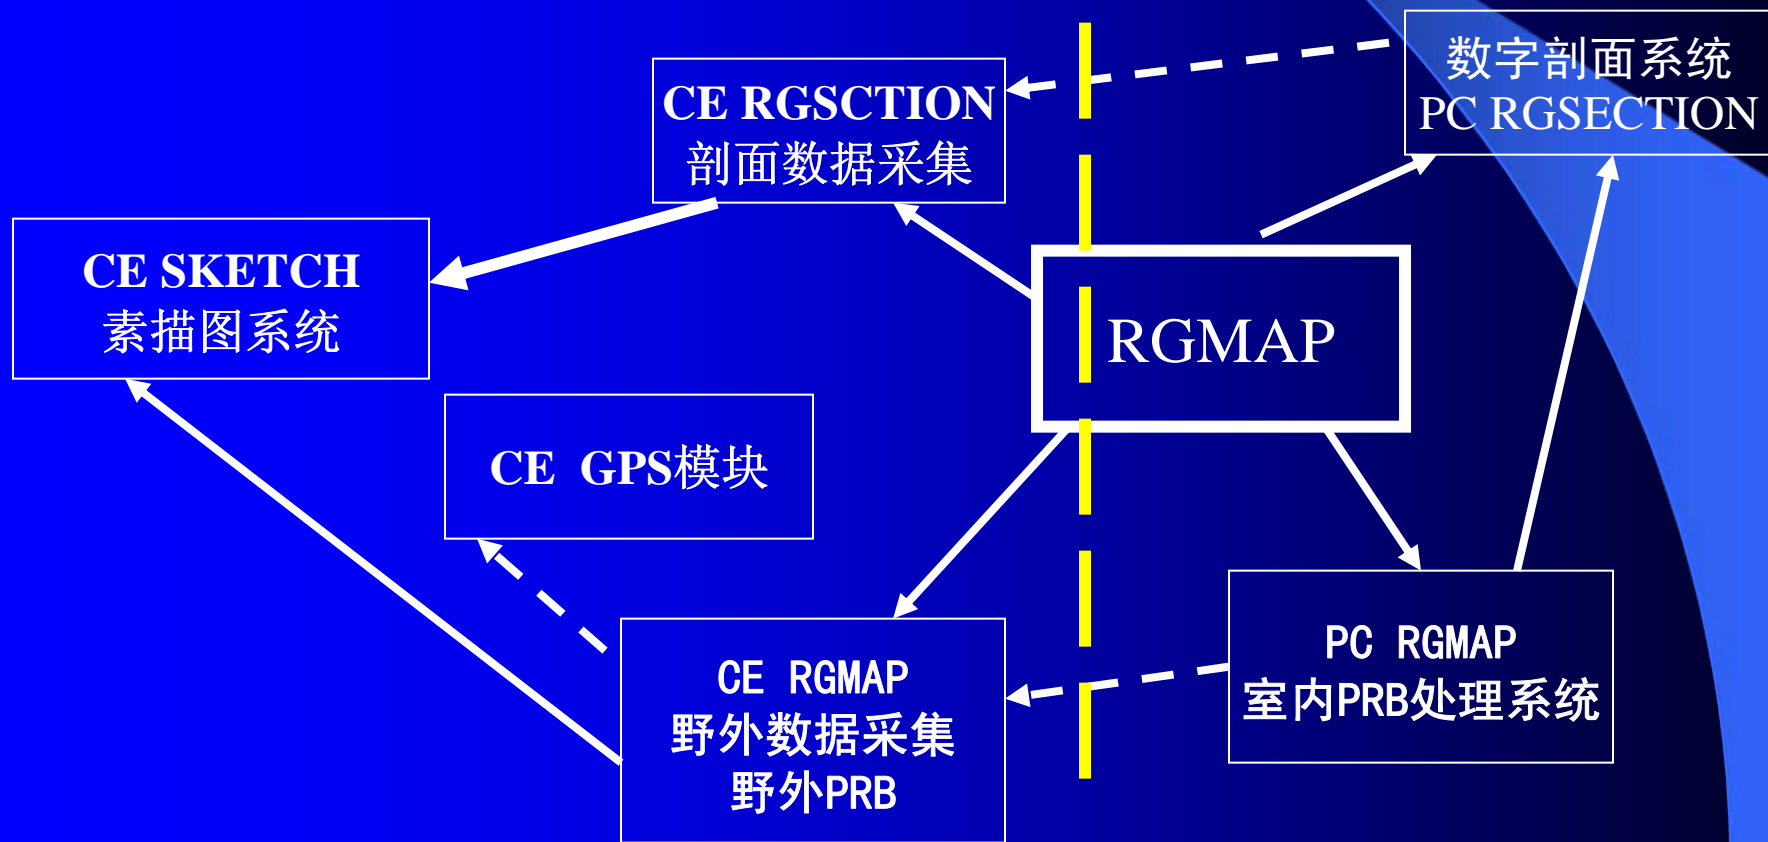 数字剖面系统
PC RGSECTION
CE RGSCTION
剖面数据采集
CE SKETCH
素描图系统
RGMAP
CE GPS模块
PC RGMAP
室内PRB处理系统
CE RGMAP
野外数据采集
野外PRB